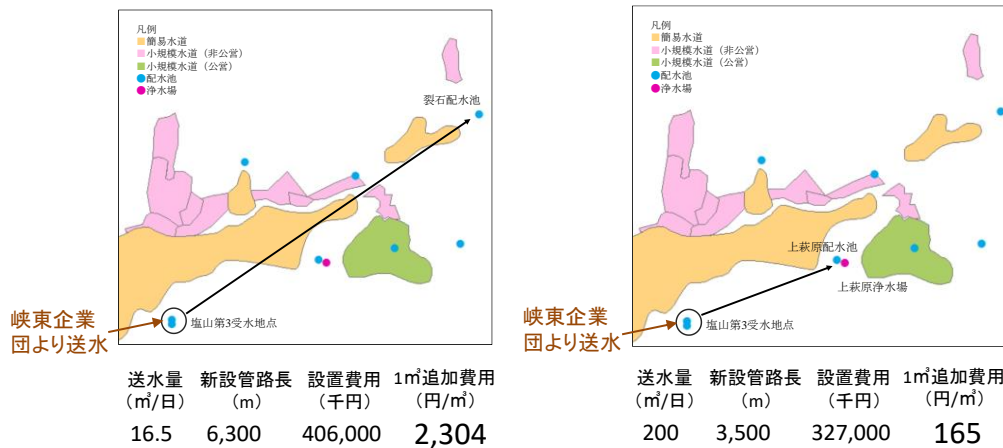 凡例
簡易水道
小規模水道（非公営）
小規模水道（公営）
配水池
浄水場
裂石配水池
峡東企業
団より送水
塩山第3受水地点
送水量
（㎥/日）
新設管路長
（m）
設置費用
（千円）
1㎥追加費用
（円/㎥）
16.5 6,300 406,000 2,304
凡例
簡易水道
小規模水道（非公営）
小規模水道（公営）
配水池
浄水場
上萩原配水池
上萩原浄水場
峡東企業
団より送水
塩山第3受水地点
送水量
（㎥/日）
新設管路長
（m）
設置費用
（千円）
1㎥追加費用
（円/㎥）
200 3,500 327,000 165